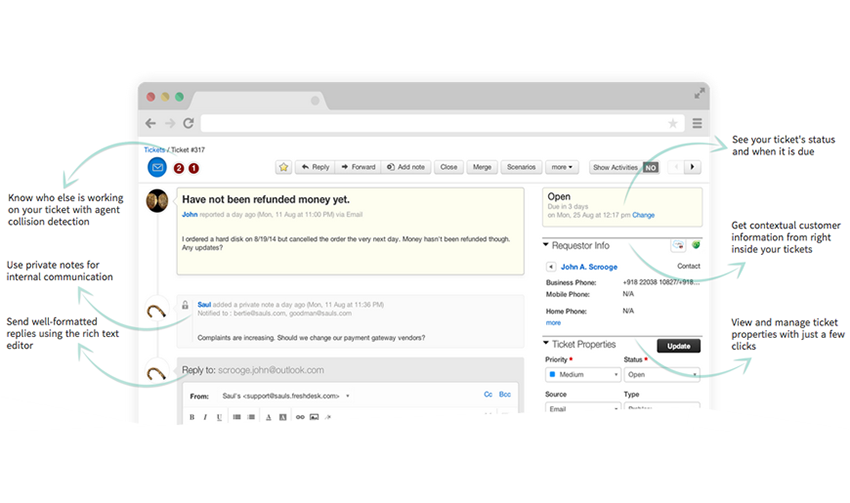 Know who else is working
on your ticket with agent
collision detection
Use private notes for
internal communication
Send well-formatted
replies using the rich text
editor
Tickets / Ticket #317
2 1
Reply Forward Add note Close Merge Scenarios more Show Activities NO
Have not been refunded money yet.
John reported a day ago (Mon, 11 Aug at 11:00 PM) via Email
I ordered a hard disk on 8/19/14 but cancelled the order the very next day. Money hasn't been refunded though.
Any updates?
Saul added a private note a day ago (Mon, 11 Aug at 11:36 PM)
Notified to : bertie@sauls.com, goodman@sauls.com
Complaints are increasing. Should we change our payment gateway vendors?
Reply to: scrooge.john@outlook.com
From: Saul's <support@sauls.freshdesk.com> Cc Bcc
B I U A A
Open
Due in 3 days
on Mon, 25 Aug at 12:17 pm Change
Requestor Info
John A. Scrooge Contact
Business Phone: +918 22038 10827/+918...
Mobile Phone: N/A
Home Phone: N/A
more
Ticket Properties Update
Priority * Status *
Medium Open
Source Type
Email
See your ticket's status
and when it is due
Get contextual customer
information from right
inside your tickets
View and manage ticket
properties with just a few
clicks